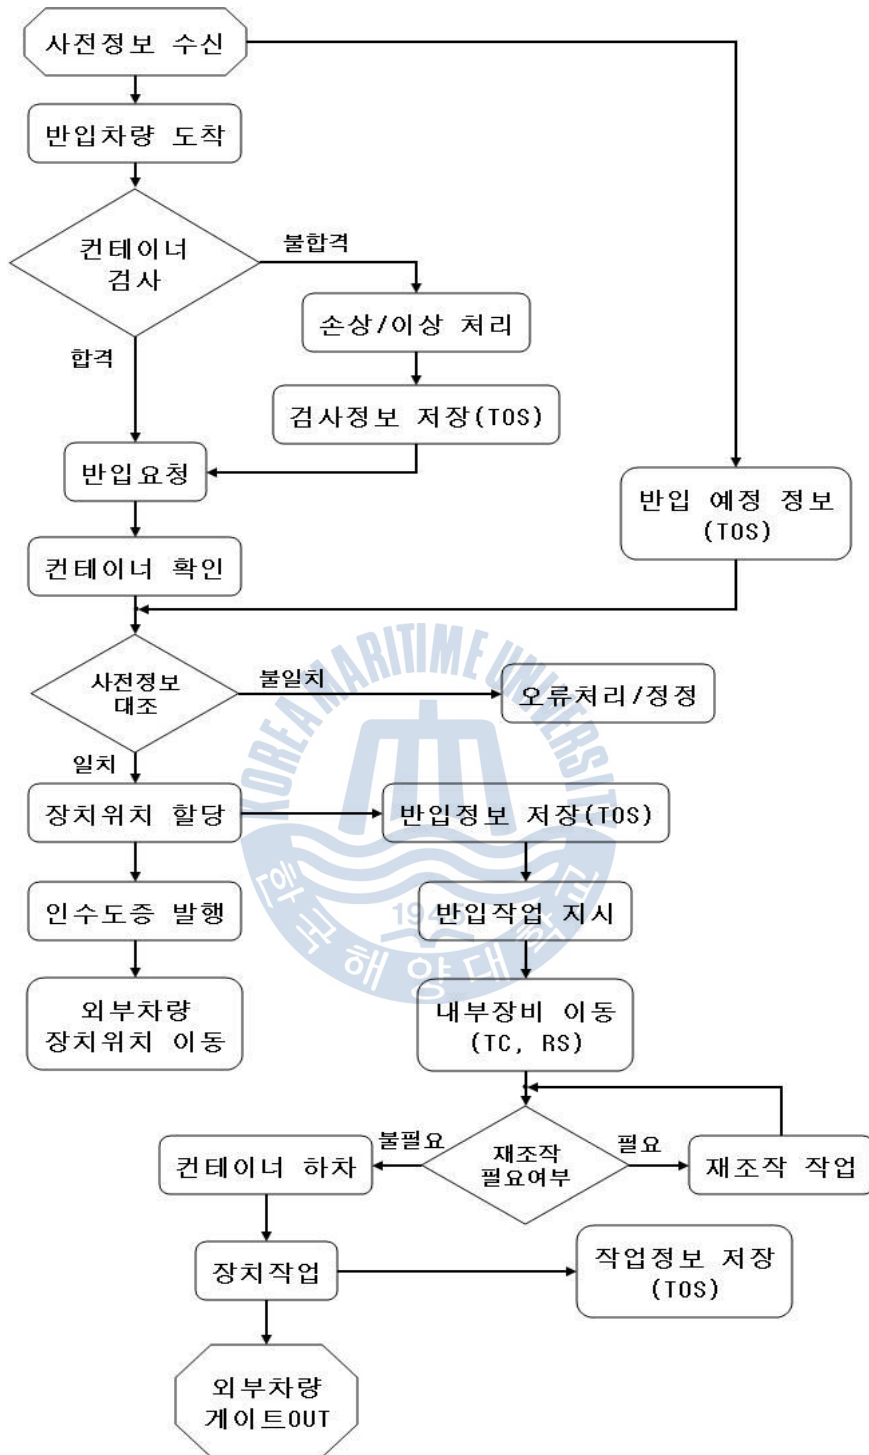 사전정보 수신
반입차량 도착
컨테이너
검사
불합격
손상/이상 처리
합격
검사정보 저장(TOS)
반입요청
반입 예정 정보
(TOS)
컨테이너 확인
사전정보
대조
불일치
오류처리/정정
일치
장치위치 할당
반입정보 저장(TOS)
인수도증 발행
반입작업 지시
외부차량
장치위치 이동
내부장비 이동
(TC, RS)
재조작
필요여부
불필요
필요
컨테이너 하차
재조작 작업
장치작업
작업정보 저장
(TOS)
외부차량
게이트OUT
KOREA MARITIME UNIVERSITY
1945
한국해양대학교